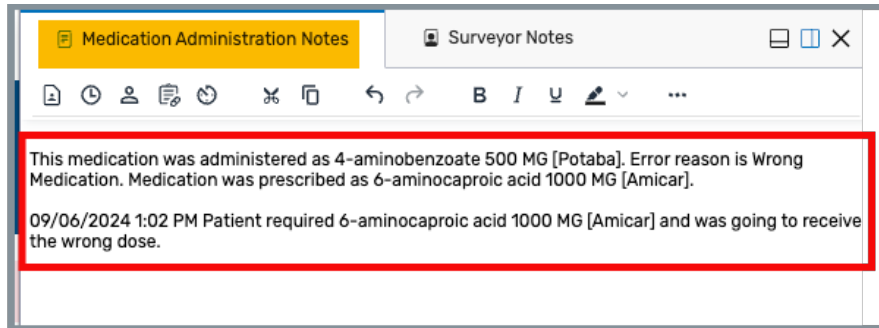 Medication Administration Notes
Surveyor Notes
B I U
This medication was administered as 4-aminobenzoate 500 MG [Potaba]. Error reason is Wrong
Medication. Medication was prescribed as 6-aminocaproic acid 1000 MG [Amicar].
09/06/2024 1:02 PM Patient required 6-aminocaproic acid 1000 MG [Amicar] and was going to receive
the wrong dose.